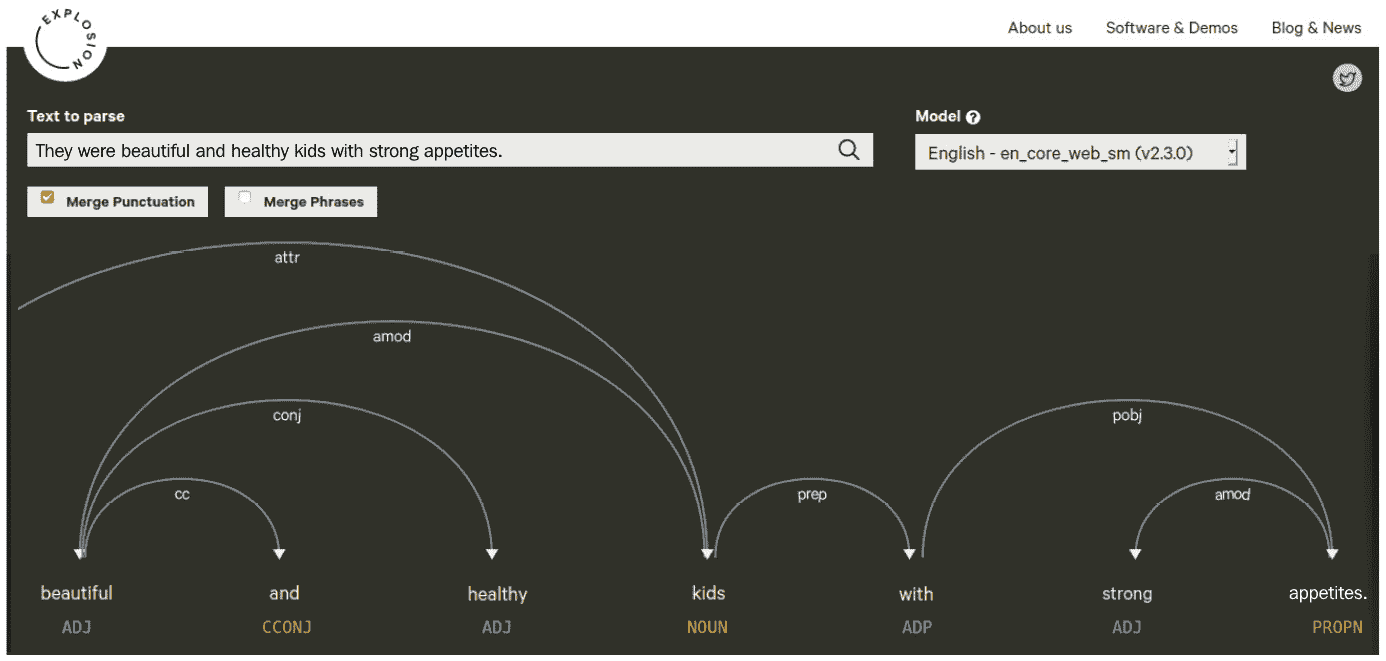 EXPLOSION
About us Software & Demos Blog & News
Text to parse
Model ?
They were beautiful and healthy kids with strong appetites.
English - en_core_web_sm (v2.3.0)
Merge Punctuation Merge Phrases
attr
amod
conj pobj
cc prep amod
beautiful and healthy kids with strong appetites.
ADJ CCONJ ADJ NOUN ADP ADJ PROPN